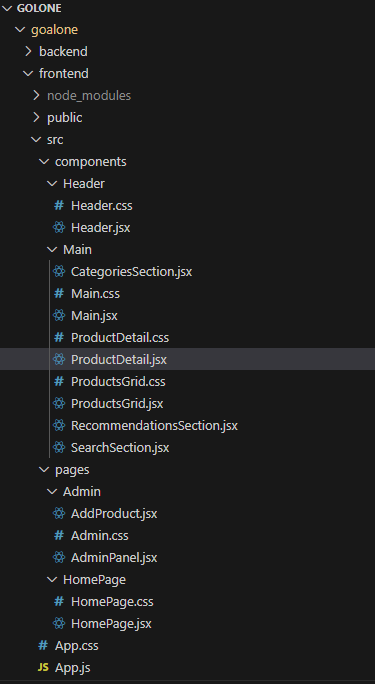 GOLONE
goalone
backend
frontend
node_modules
public
src
components
Header
# Header.css
Header.jsx
Main
CategoriesSection.jsx
# Main.css
Main.jsx
# ProductDetail.css
ProductDetail.jsx
# ProductsGrid.css
ProductsGrid.jsx
RecommendationsSection.jsx
SearchSection.jsx
pages
Admin
AddProduct.jsx
# Admin.css
AdminPanel.jsx
HomePage
# HomePage.css
HomePage.jsx
# App.css
JS App.js